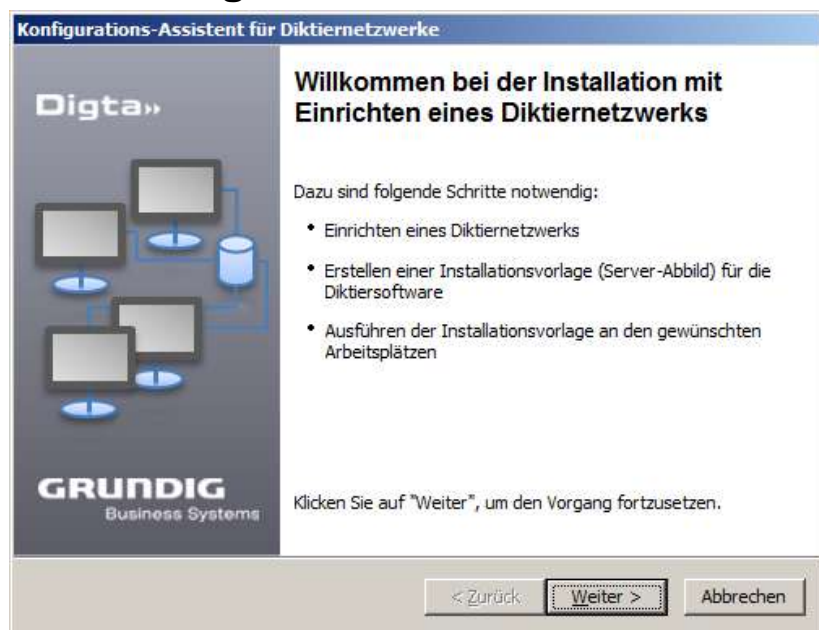 Konfigurations-Assistent für Diktiernetzwerke
Digta»
Willkommen bei der Installation mit
Einrichten eines Diktiernetzwerks
Dazu sind folgende Schritte notwendig:
• Einrichten eines Diktiernetzwerks
• Erstellen einer Installationsvorlage (Server-Abbild) für die
Diktiersoftware
• Ausführen der Installationsvorlage an den gewünschten
Arbeitsplätzen
GRUNDIG
Business Systems
Klicken Sie auf "Weiter", um den Vorgang fortzusetzen.
< Zurück
Weiter >
Abbrechen